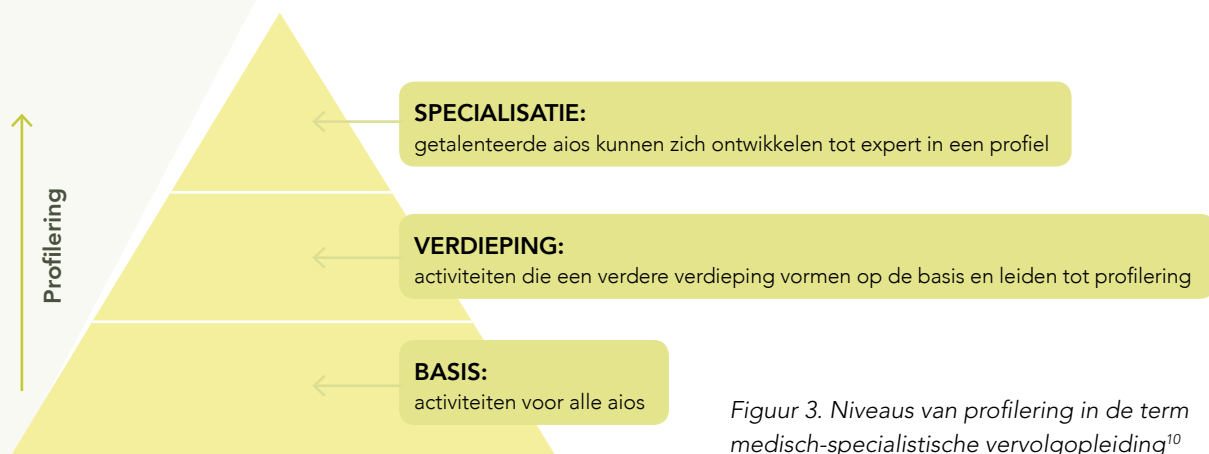 Profilering
SPECIALISATIE:
getalenteerde aios kunnen zich ontwikkelen tot expert in een profiel
VERDIEPING:
activiteiten die een verdere verdieping vormen op de basis en leiden tot profilering
BASIS:
activiteiten voor alle aios
Figuur 3. Niveaus van profilering in de term
medisch-specialistische vervolgopleiding¹⁰